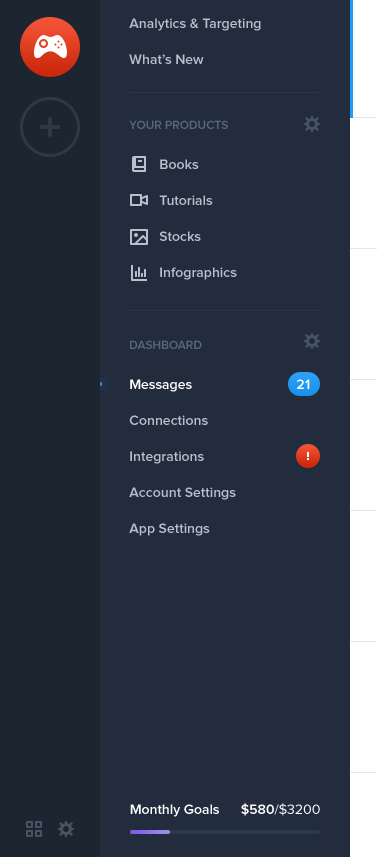 Analytics & Targeting
What's New
YOUR PRODUCTS
Books
Tutorials
Stocks
Infographics
DASHBOARD
Messages 21
Connections
Integrations !
Account Settings
App Settings
Monthly Goals $580/$3200